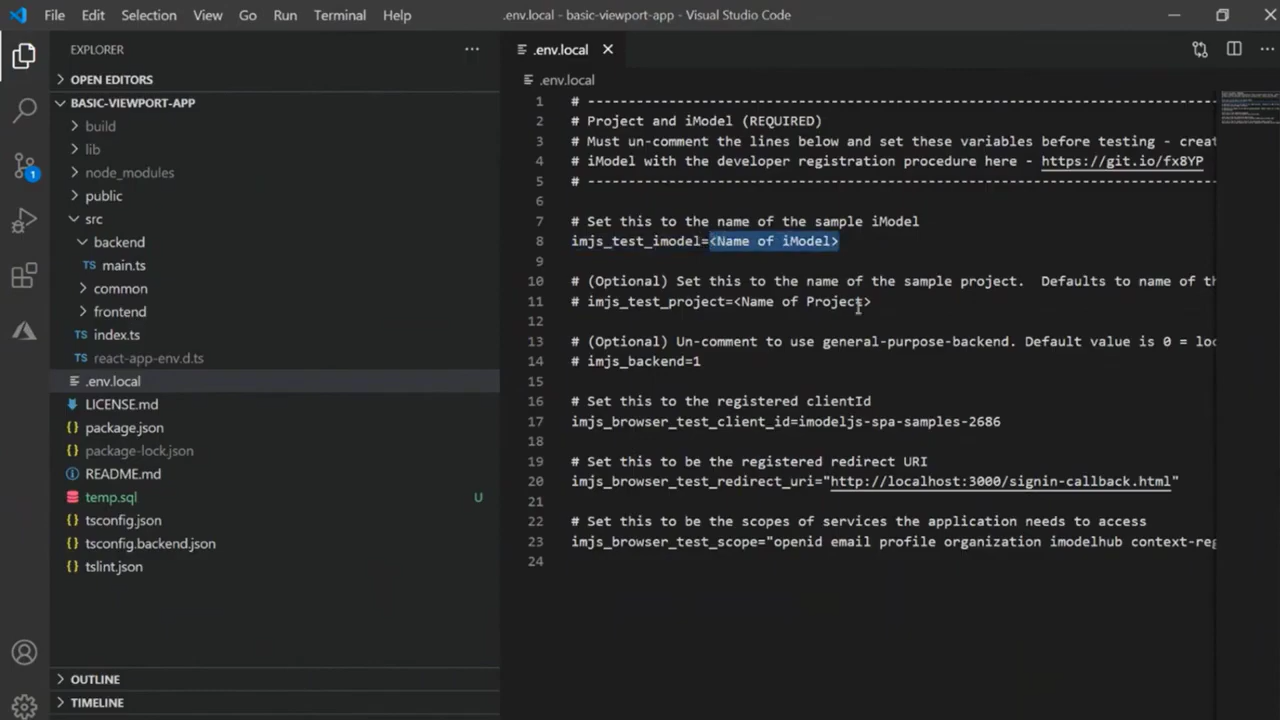 File Edit Selection View Go Run Terminal Help
.env.local - basic-viewport-app - Visual Studio Code
EXPLORER
OPEN EDITORS
BASIC-VIEWPORT-APP
build
lib
node_modules
public
src
backend
TS main.ts
common
frontend
TS index.ts
TS react-app-env.d.ts
.env.local
LICENSE.md
{} package.json
{} package-lock.json
README.md
temp.sql U
{} tsconfig.json
{} tsconfig.backend.json
{} tslint.json
OUTLINE
TIMELINE
1
.env.local
.env.local
1 # ----------------------------------------------------------------------------
2 # Project and iModel (REQUIRED)
3 # Must un-comment the lines below and set these variables before testing - creat
4 # iModel with the developer registration procedure here - https://git.io/fx8YP
5 # ----------------------------------------------------------------------------
6
7 # Set this to the name of the sample iModel
8 imjs_test_imodel=<Name of iModel>
9
10 # (Optional) Set this to the name of the sample project.  Defaults to name of th
11 # imjs_test_project=<Name of Project>
12
13 # (Optional) Un-comment to use general-purpose-backend. Default value is 0 = loc
14 # imjs_backend=1
15
16 # Set this to the registered clientId
17 imjs_browser_test_client_id=imodeljs-spa-samples-2686
18
19 # Set this to be the registered redirect URI
20 imjs_browser_test_redirect_uri="http://localhost:3000/signin-callback.html"
21
22 # Set this to be the scopes of services the application needs to access
23 imjs_browser_test_scope="openid email profile organization imodelhub context-reg
24